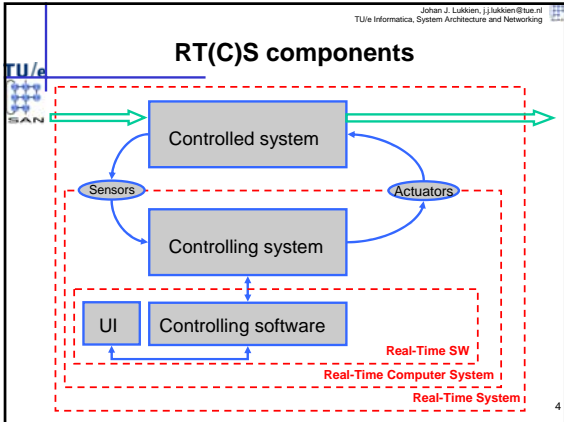 Johan J. Lukkien, j.j.lukkien@tue.nl
TU/e Informatica, System Architecture and Networking
TU/e
SAN
RT(C)S components
Controlled system
Sensors
Actuators
Controlling system
UI
Controlling software
Real-Time SW
Real-Time Computer System
Real-Time System
4